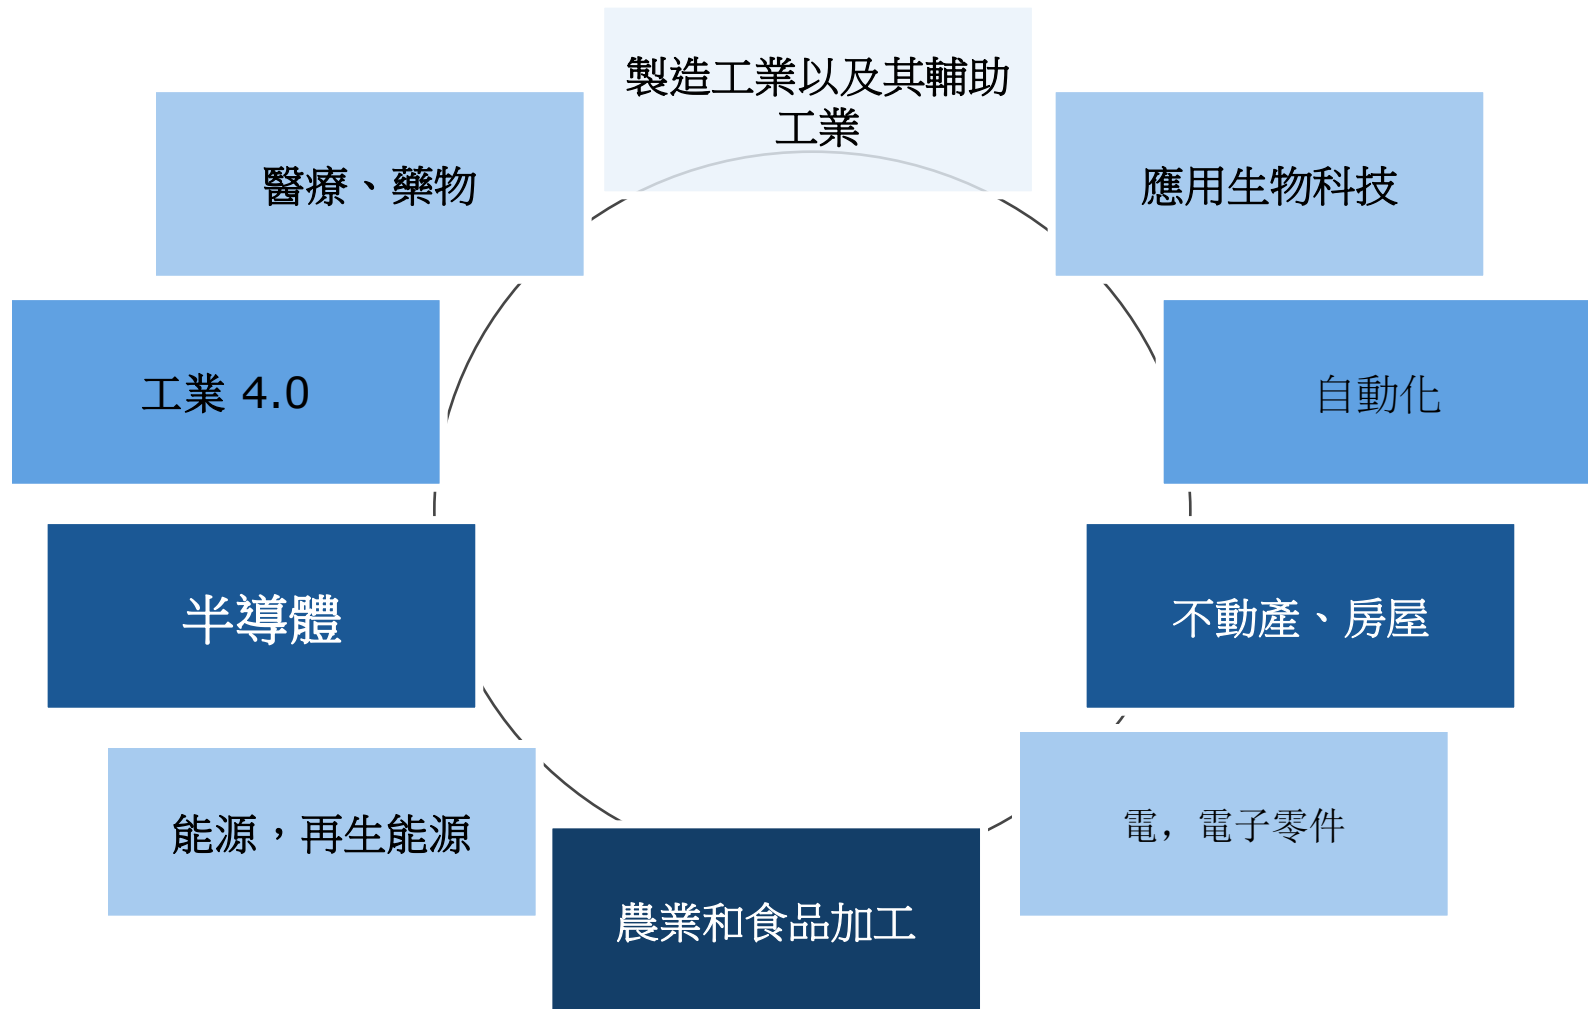 製造工業以及其輔助
工業
醫療、藥物
應用生物科技
工業 4.0
自動化
半導體
不動產、房屋
能源，再生能源
電，電子零件
農業和食品加工